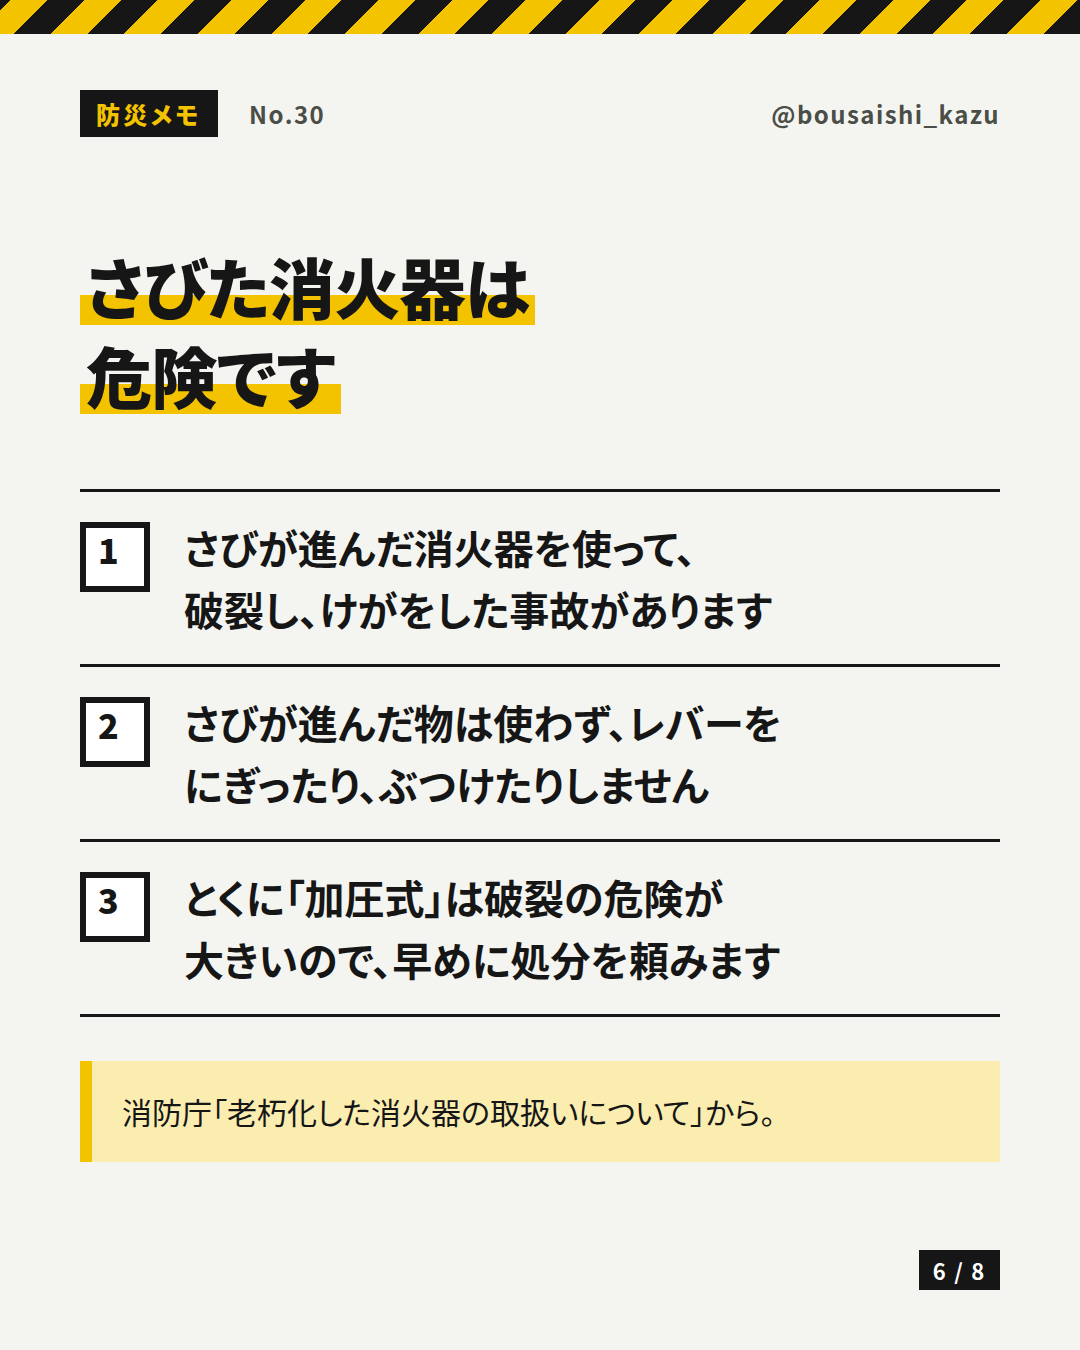 防災メモ No.30 @bousaishi_kazu
さびた消火器は
危険です
1 さびが進んだ消火器を使って、
破裂し、けがをした事故があります
2 さびが進んだ物は使わず、レバーを
にぎったり、ぶつけたりしません
3 とくに「加圧式」は破裂の危険が
大きいので、早めに処分を頼みます
消防庁「老朽化した消火器の取扱いについて」から。
6 / 8